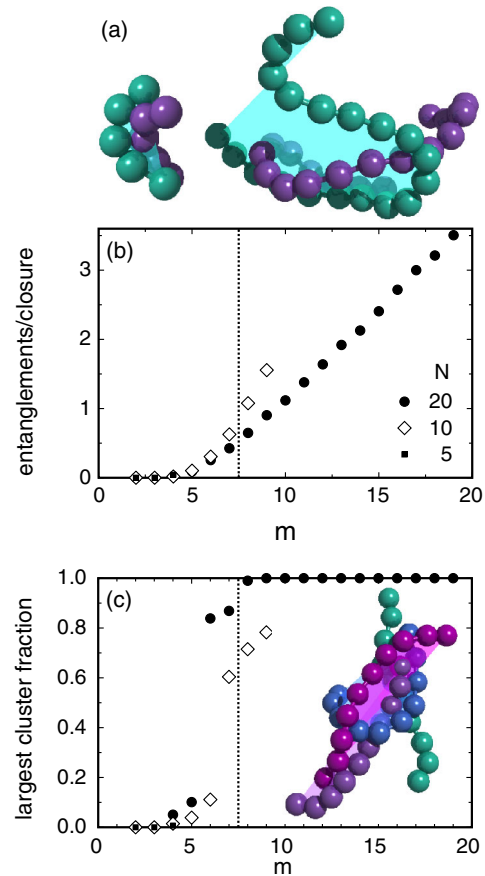 (a)
(b)
entanglements/closure
3
2
1
0
N
20
10
5
0 5 10 15 20
m
(c)
largest cluster fraction
1.0
0.8
0.6
0.4
0.2
0.0
0 5 10 15 20
m